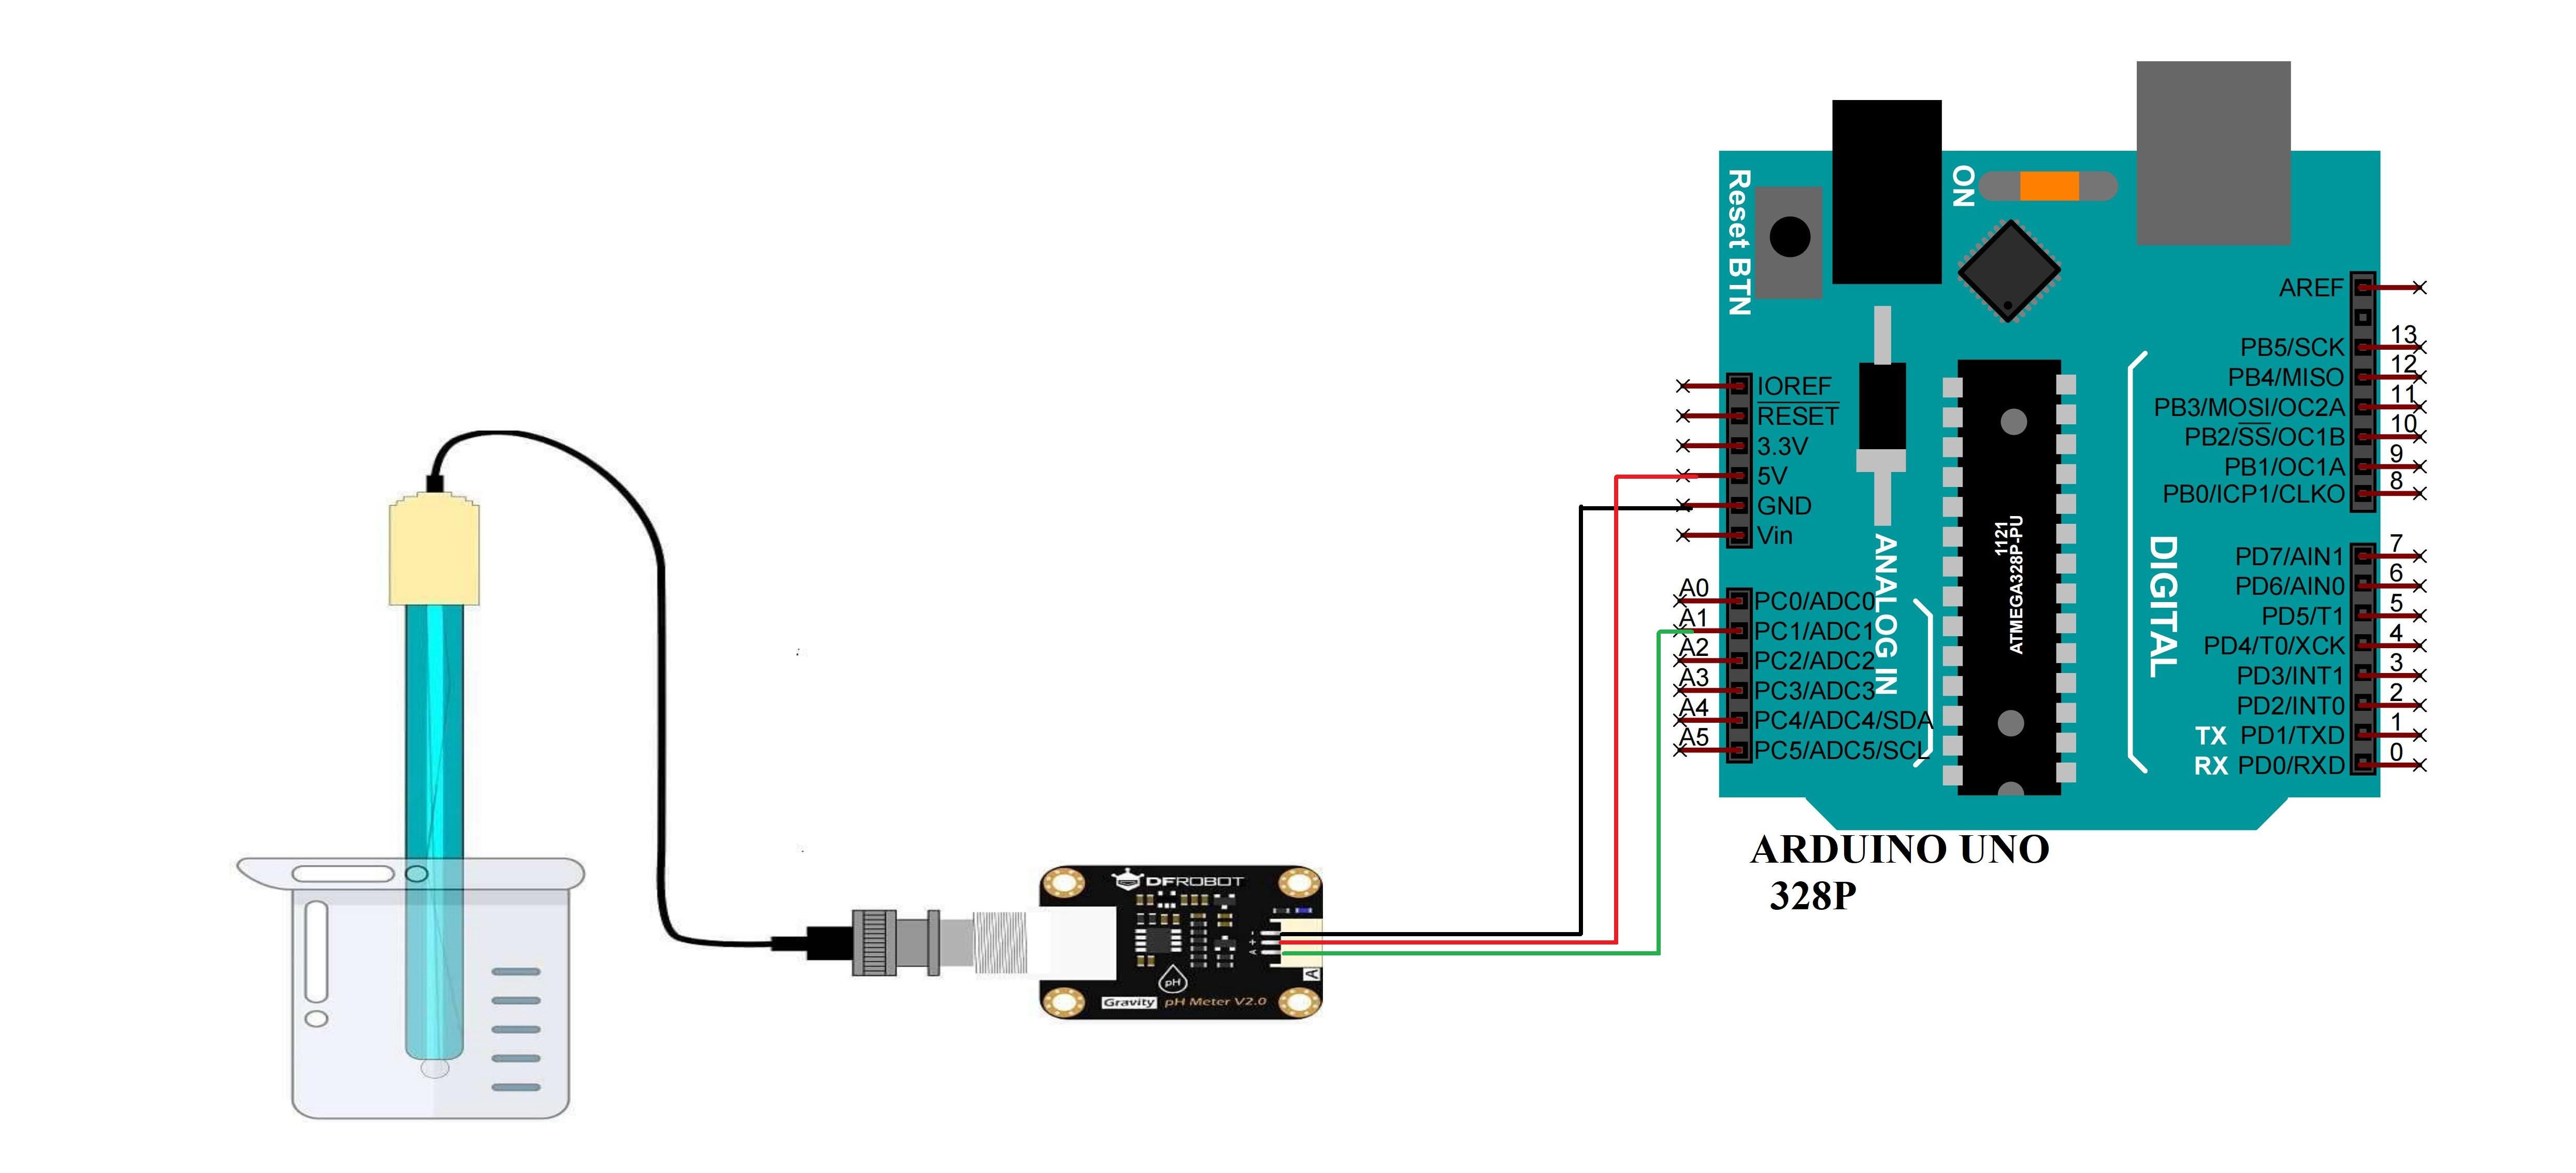 Reset BTN
ON
AREF
13
PB5/SCK
12
PB4/MISO
11
PB3/MOSI/OC2A
10
PB2/SS/OC1B
9
PB1/OC1A
8
PB0/ICP1/CLKO
IOREF
RESET
3.3V
5V
GND
Vin
1121
ATMEGA328P-PU
ANALOG IN
DIGITAL
7
PD7/AIN1
6
PD6/AIN0
5
PD5/T1
4
PD4/T0/XCK
3
PD3/INT1
2
PD2/INT0
1
TX PD1/TXD
0
RX PD0/RXD
A0
PC0/ADC0
A1
PC1/ADC1
A2
PC2/ADC2
A3
PC3/ADC3
A4
PC4/ADC4/SDA
A5
PC5/ADC5/SCL
ARDUINO UNO
328P
DFROBOT
- + A
A
pH
Gravity pH Meter V2.0